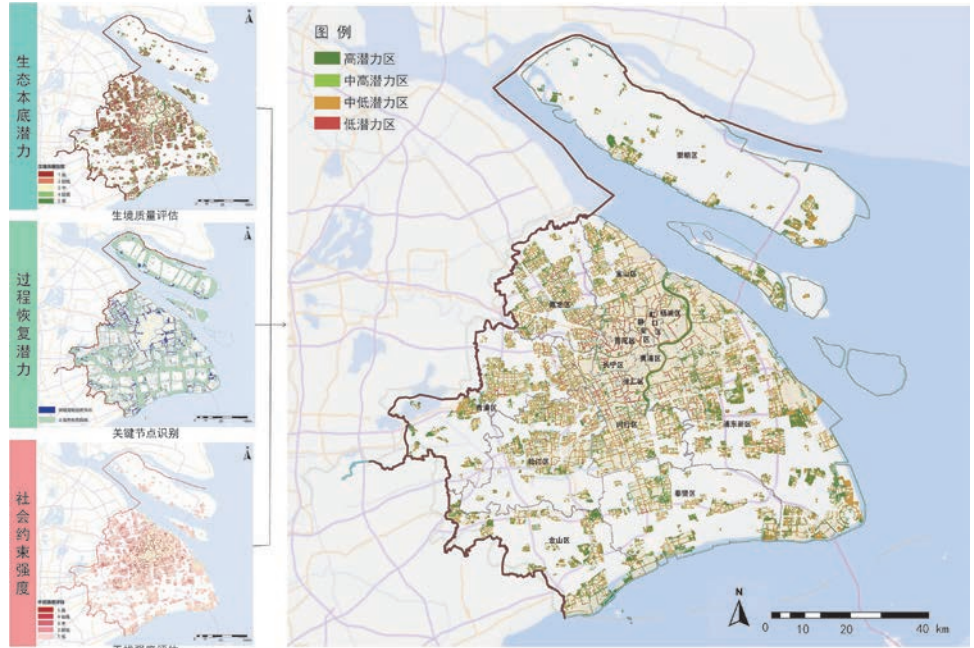 生态本底潜力
N
生境质量评估
过程恢复潜力
N
关键节点识别
社会约束强度
N
图 例
高潜力区
中高潜力区
中低潜力区
低潜力区
崇明区
宝山区
嘉定区
杨浦区
虹口区
静安区
普陀区
长宁区
黄浦区
徐汇区
青浦区
闵行区
浦东新区
松江区
奉贤区
金山区
N
0 10 20 40 km